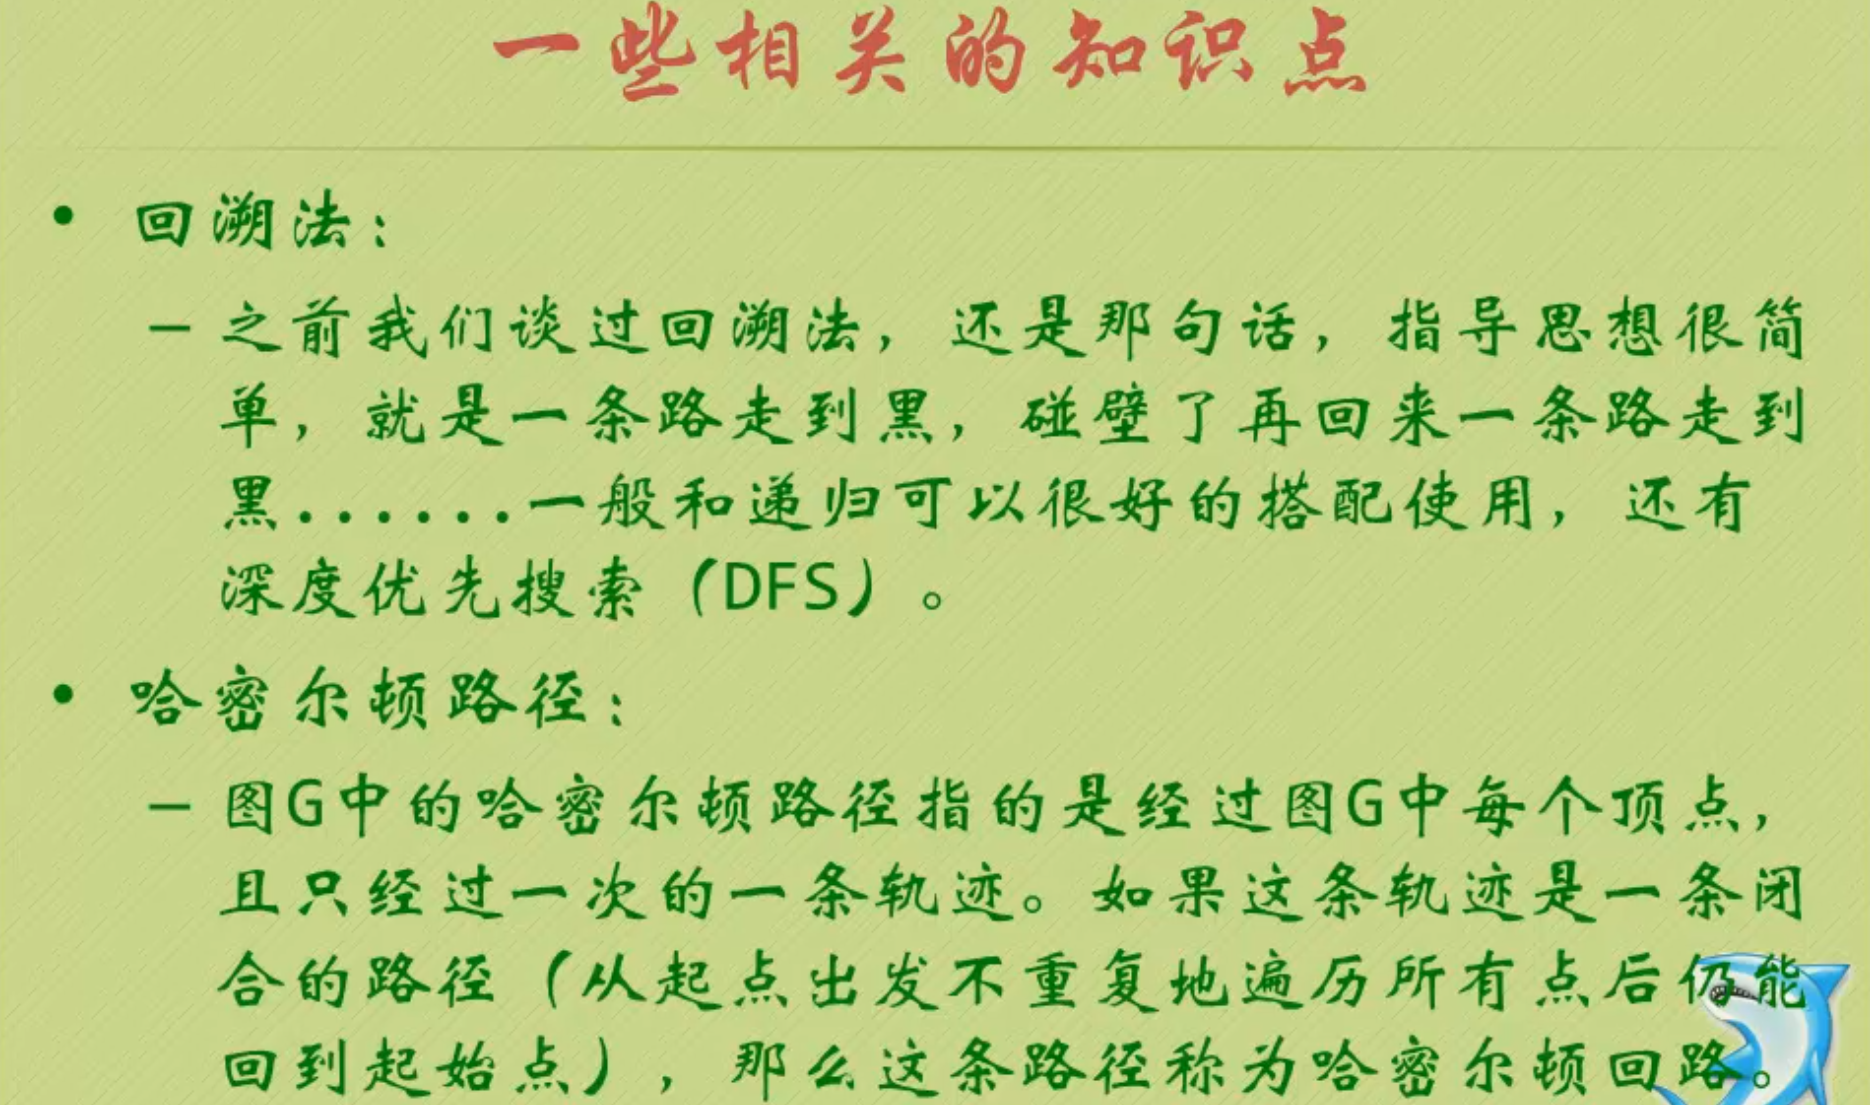 一些相关的知识点
• 回溯法：
– 之前我们谈过回溯法，还是那句话，指导思想很简
单，就是一条路走到黑，碰壁了再回来一条路走到
黑......一般和递归可以很好的搭配使用，还有
深度优先搜索（DFS）。
• 哈密尔顿路径：
– 图G中的哈密尔顿路径指的是经过图G中每个顶点，
且只经过一次的一条轨迹。如果这条轨迹是一条闭
合的路径（从起点出发不重复地遍历所有点后仍能
回到起始点），那么这条路径称为哈密尔顿回路。